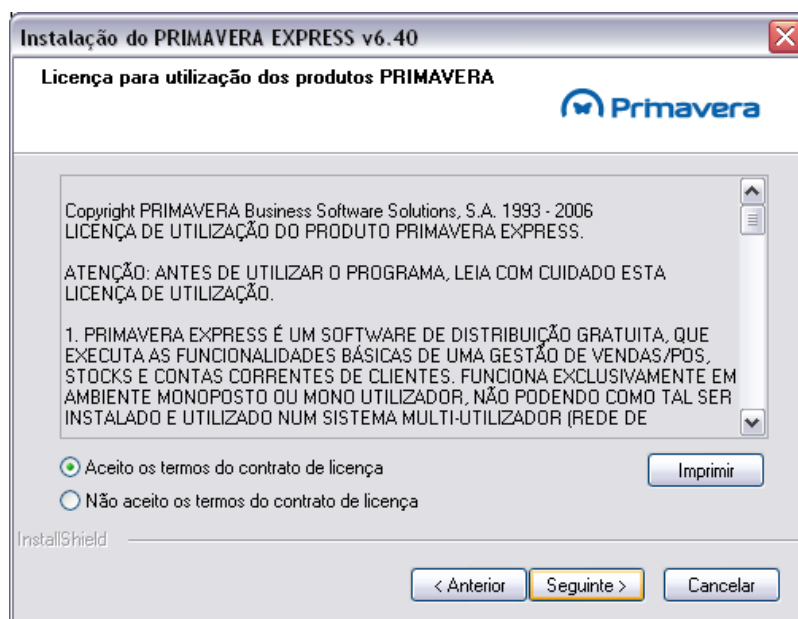 Instalação do PRIMAVERA EXPRESS v6.40
Licença para utilização dos produtos PRIMAVERA
Primavera
Copyright PRIMAVERA Business Software Solutions, S.A. 1993 - 2006
LICENÇA DE UTILIZAÇÃO DO PRODUTO PRIMAVERA EXPRESS.
ATENÇÃO: ANTES DE UTILIZAR O PROGRAMA, LEIA COM CUIDADO ESTA
LICENÇA DE UTILIZAÇÃO.
1. PRIMAVERA EXPRESS É UM SOFTWARE DE DISTRIBUIÇÃO GRATUITA, QUE
EXECUTA AS FUNCIONALIDADES BÁSICAS DE UMA GESTÃO DE VENDAS/POS,
STOCKS E CONTAS CORRENTES DE CLIENTES. FUNCIONA EXCLUSIVAMENTE EM
AMBIENTE MONOPOSTO OU MONO UTILIZADOR, NÃO PODENDO COMO TAL SER
INSTALADO E UTILIZADO NUM SISTEMA MULTI-UTILIZADOR (REDE DE
Aceito os termos do contrato de licença
Imprimir
Não aceito os termos do contrato de licença
InstallShield
< Anterior
Seguinte >
Cancelar